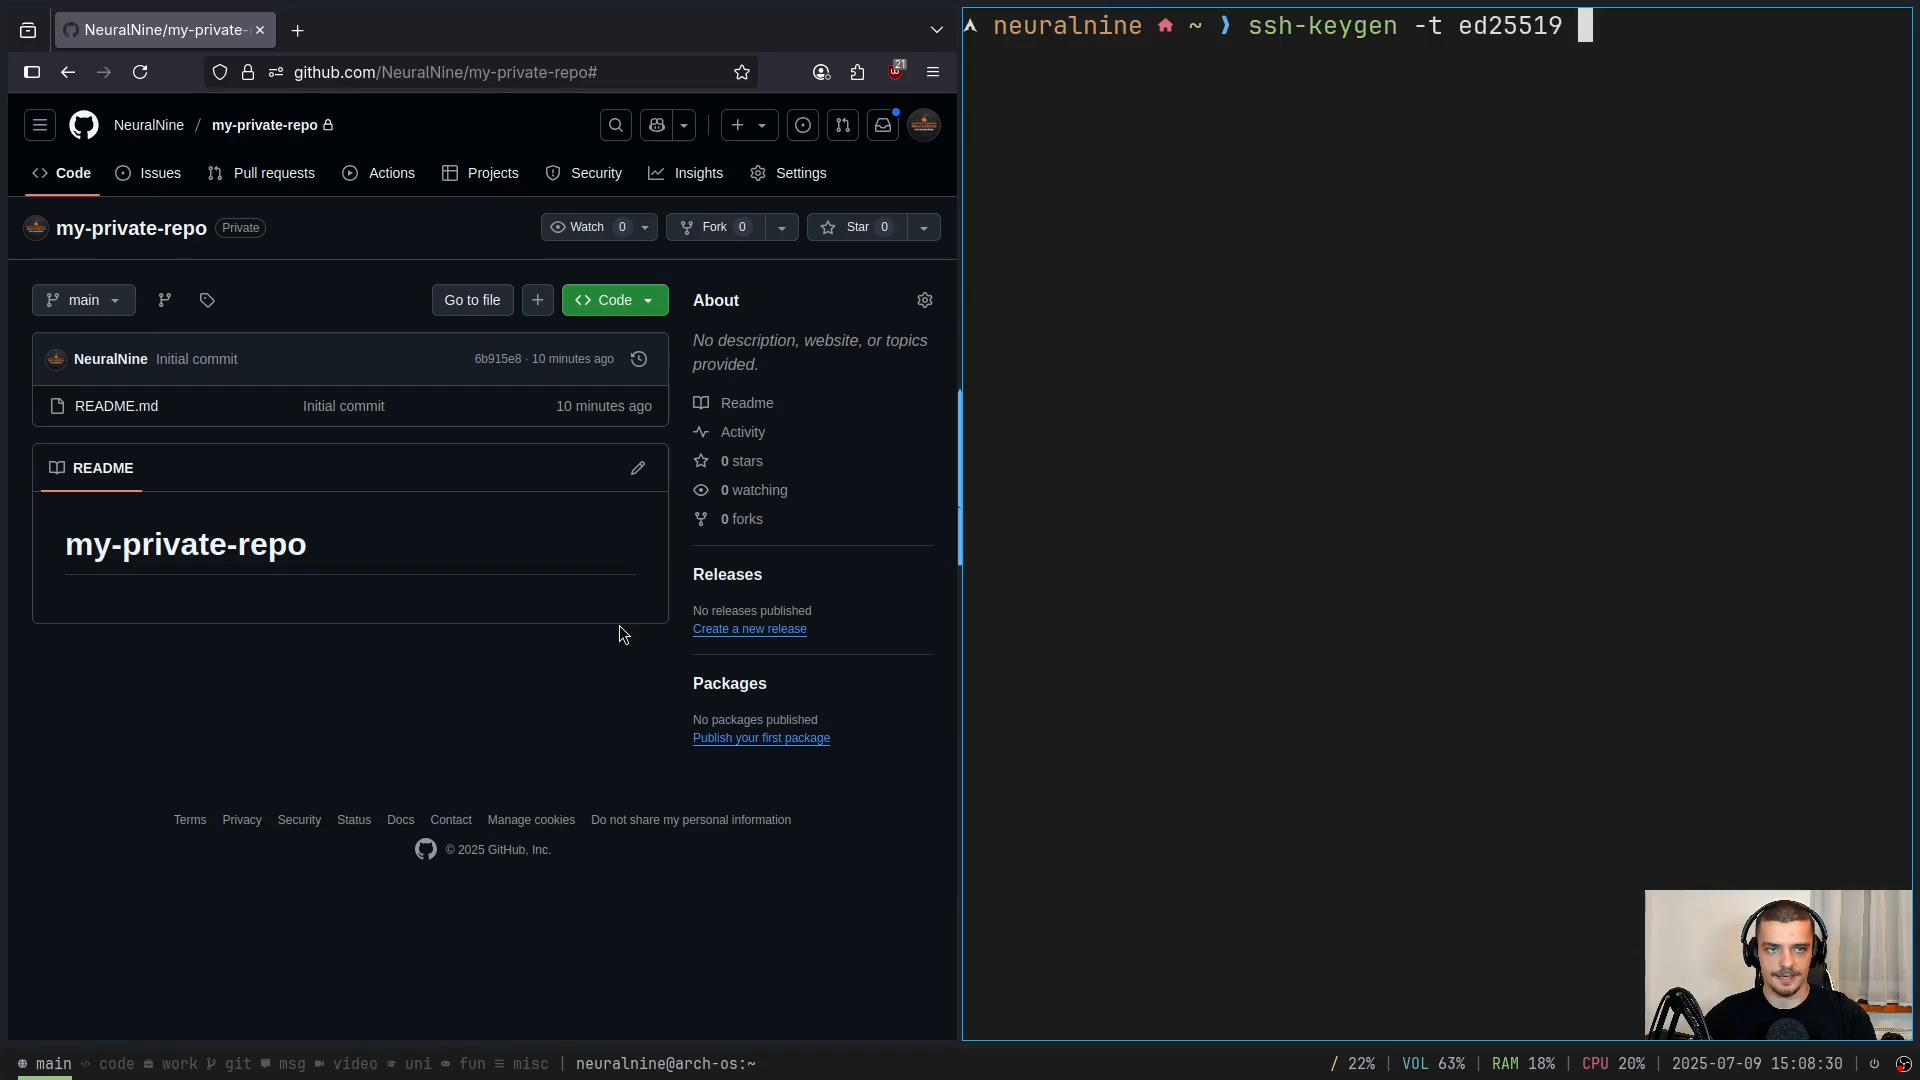 NeuralNine/my-private-
github.com/NeuralNine/my-private-repo#
21
NeuralNine / my-private-repo
Code Issues Pull requests Actions Projects Security Insights Settings
my-private-repo Private
Watch 0 Fork 0 Star 0
main Go to file Code
NeuralNine Initial commit 6b915e8 · 10 minutes ago
README.md Initial commit 10 minutes ago
README
my-private-repo
About
No description, website, or topics
provided.
Readme
Activity
0 stars
0 watching
0 forks
Releases
No releases published
Create a new release
Packages
No packages published
Publish your first package
Terms Privacy Security Status Docs Contact Manage cookies Do not share my personal information
© 2025 GitHub, Inc.
neuralnine ~ ❯ ssh-keygen -t ed25519
main code work git msg video uni fun misc | neuralnine@arch-os:~
/ 22% | VOL 63% | RAM 18% | CPU 20% | 2025-07-09 15:08:30 |